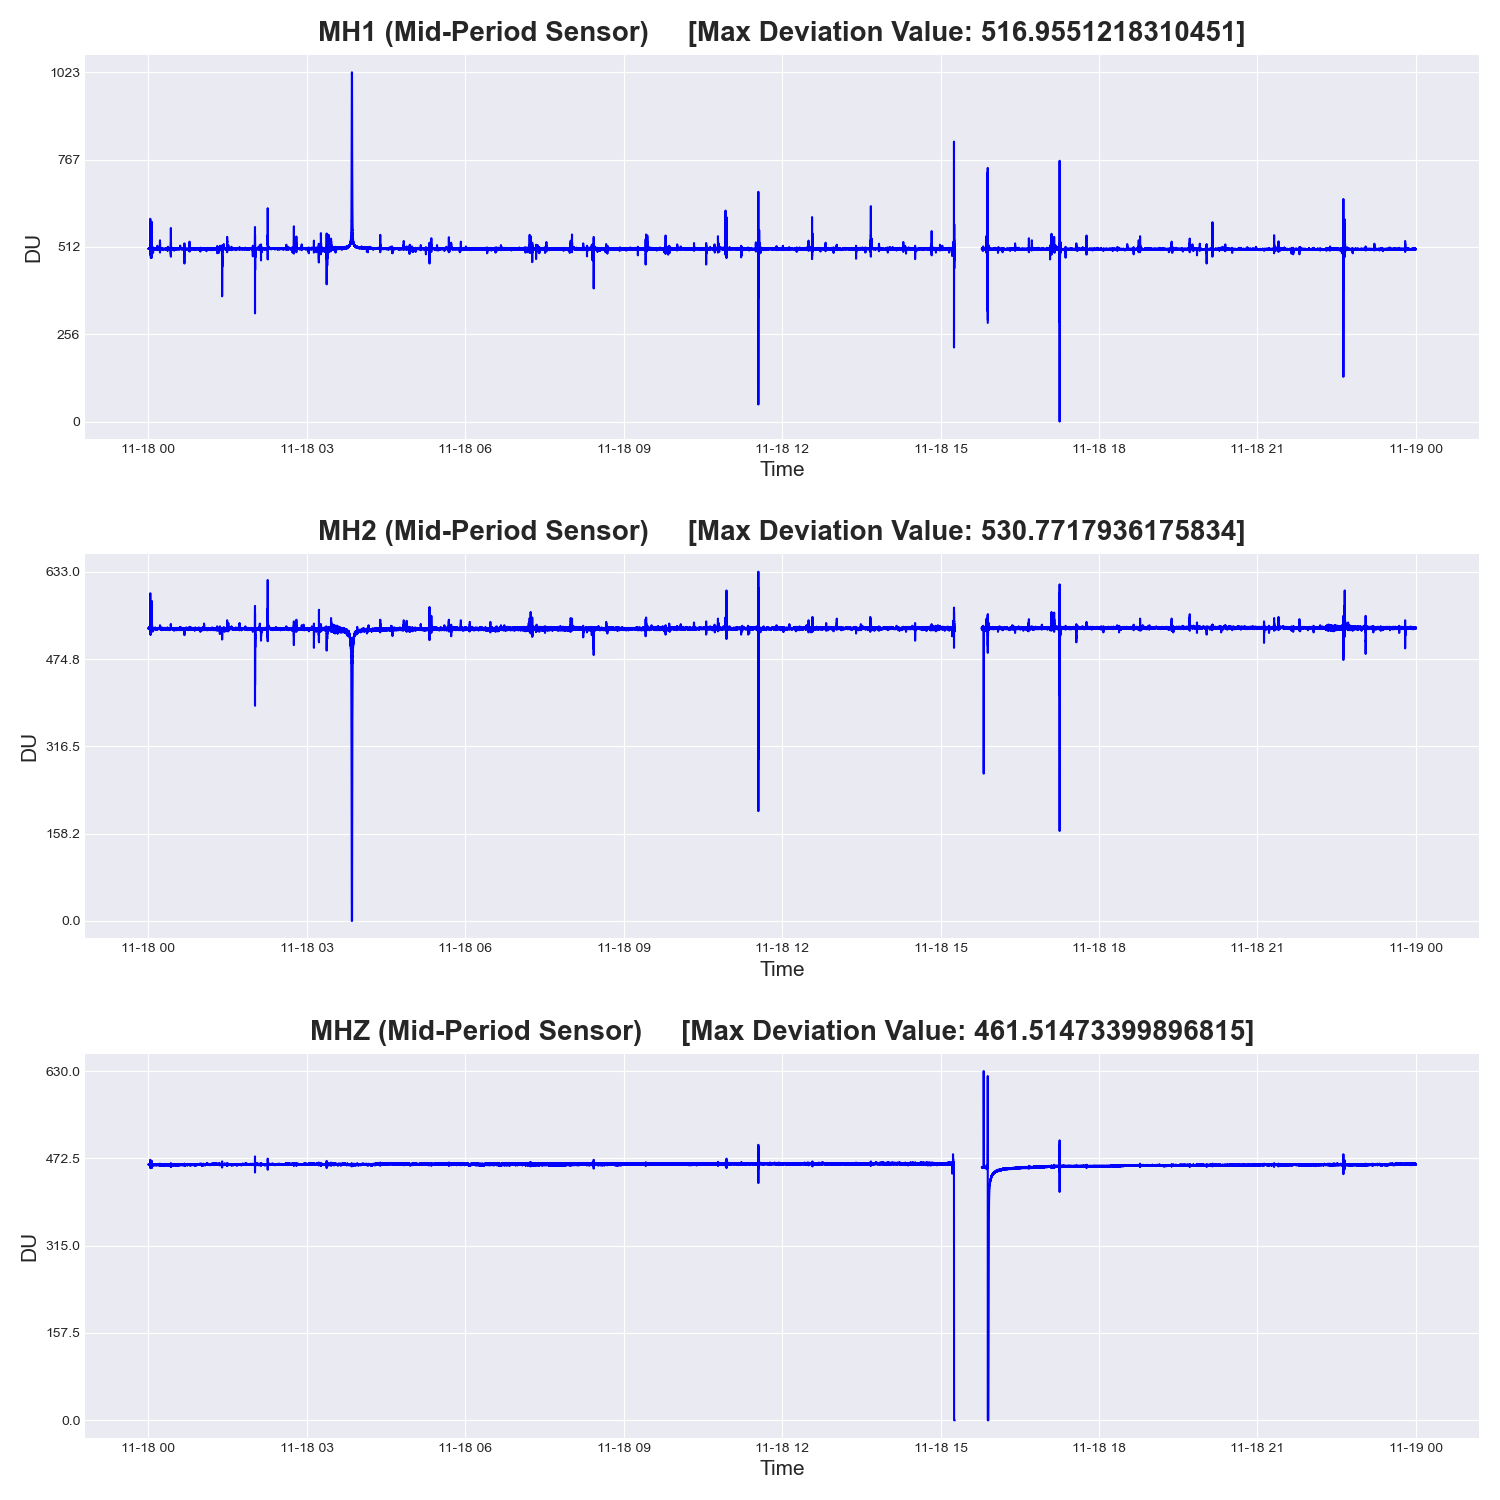 MH1 (Mid-Period Sensor) [Max Deviation Value: 516.9551218310451]
1023
767
512
256
0
DU
11-18 00 11-18 03 11-18 06 11-18 09 11-18 12 11-18 15 11-18 18 11-18 21 11-19 00
Time
MH2 (Mid-Period Sensor) [Max Deviation Value: 530.7717936175834]
633.0
474.8
316.5
158.2
0.0
DU
11-18 00 11-18 03 11-18 06 11-18 09 11-18 12 11-18 15 11-18 18 11-18 21 11-19 00
Time
MHZ (Mid-Period Sensor) [Max Deviation Value: 461.51473399896815]
630.0
472.5
315.0
157.5
0.0
DU
11-18 00 11-18 03 11-18 06 11-18 09 11-18 12 11-18 15 11-18 18 11-18 21 11-19 00
Time